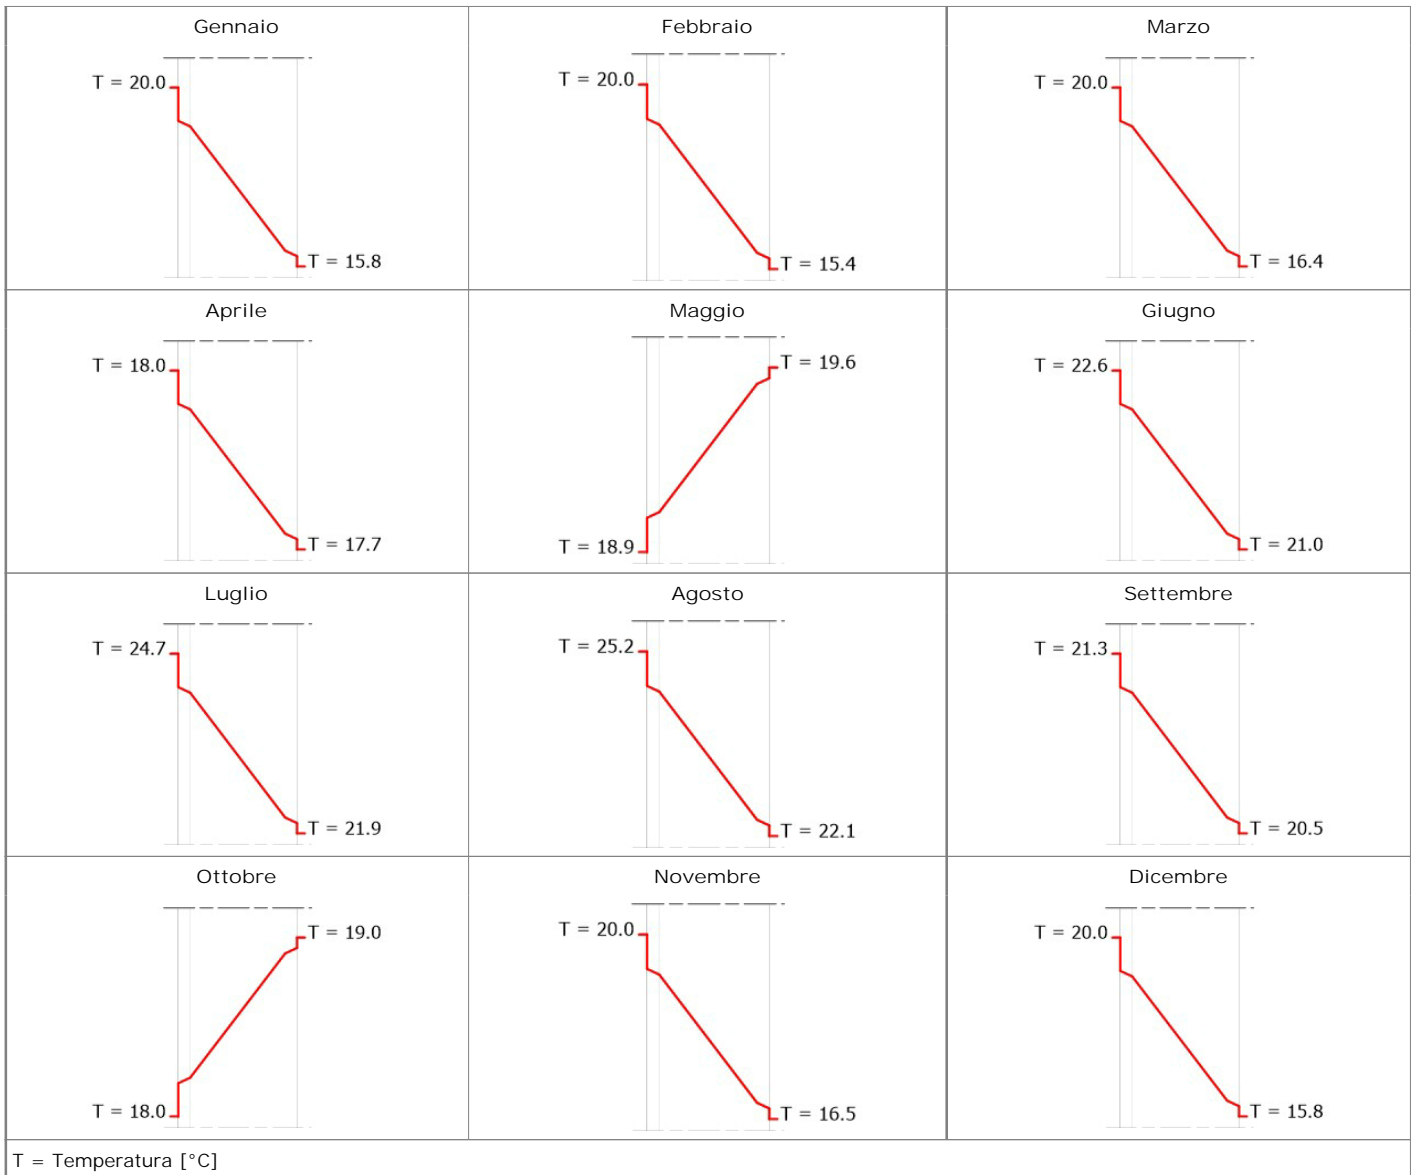 Gennaio
Febbraio
Marzo
T = 20.0
T = 15.8
T = 20.0
T = 15.4
T = 20.0
T = 16.4
Aprile
Maggio
Giugno
T = 18.0
T = 17.7
T = 19.6
T = 18.9
T = 22.6
T = 21.0
Luglio
Agosto
Settembre
T = 24.7
T = 21.9
T = 25.2
T = 22.1
T = 21.3
T = 20.5
Ottobre
Novembre
Dicembre
T = 19.0
T = 18.0
T = 20.0
T = 16.5
T = 20.0
T = 15.8
T = Temperatura [°C]